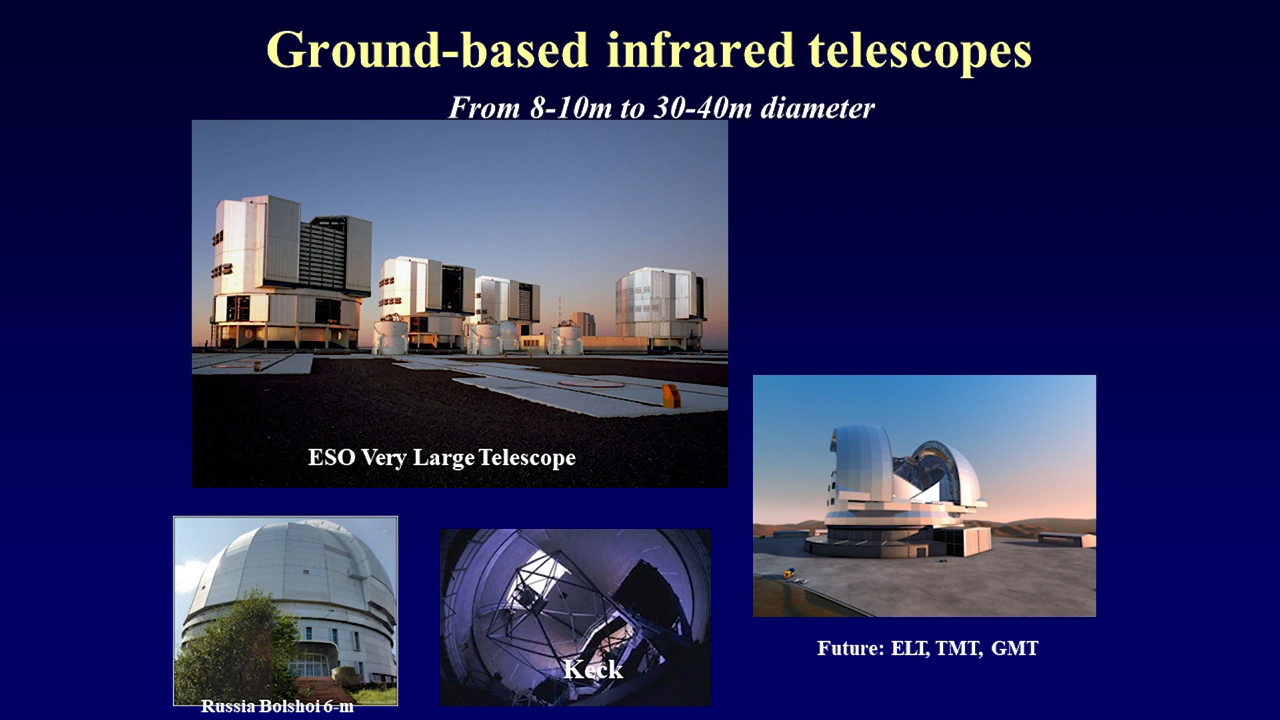 Ground-based infrared telescopes
From 8-10m to 30-40m diameter
ESO Very Large Telescope
Keck
Future: ELT, TMT, GMT
Russia Bolshoi 6-m